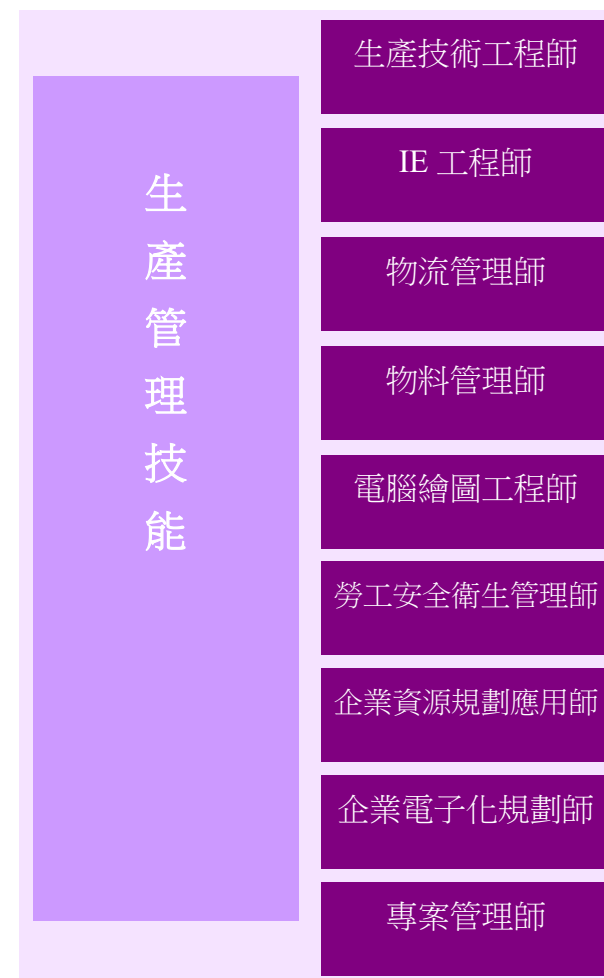 生
產
管
理
技
能
生產技術工程師
IE 工程師
物流管理師
物料管理師
電腦繪圖工程師
勞工安全衛生管理師
企業資源規劃應用師
企業電子化規劃師
專案管理師